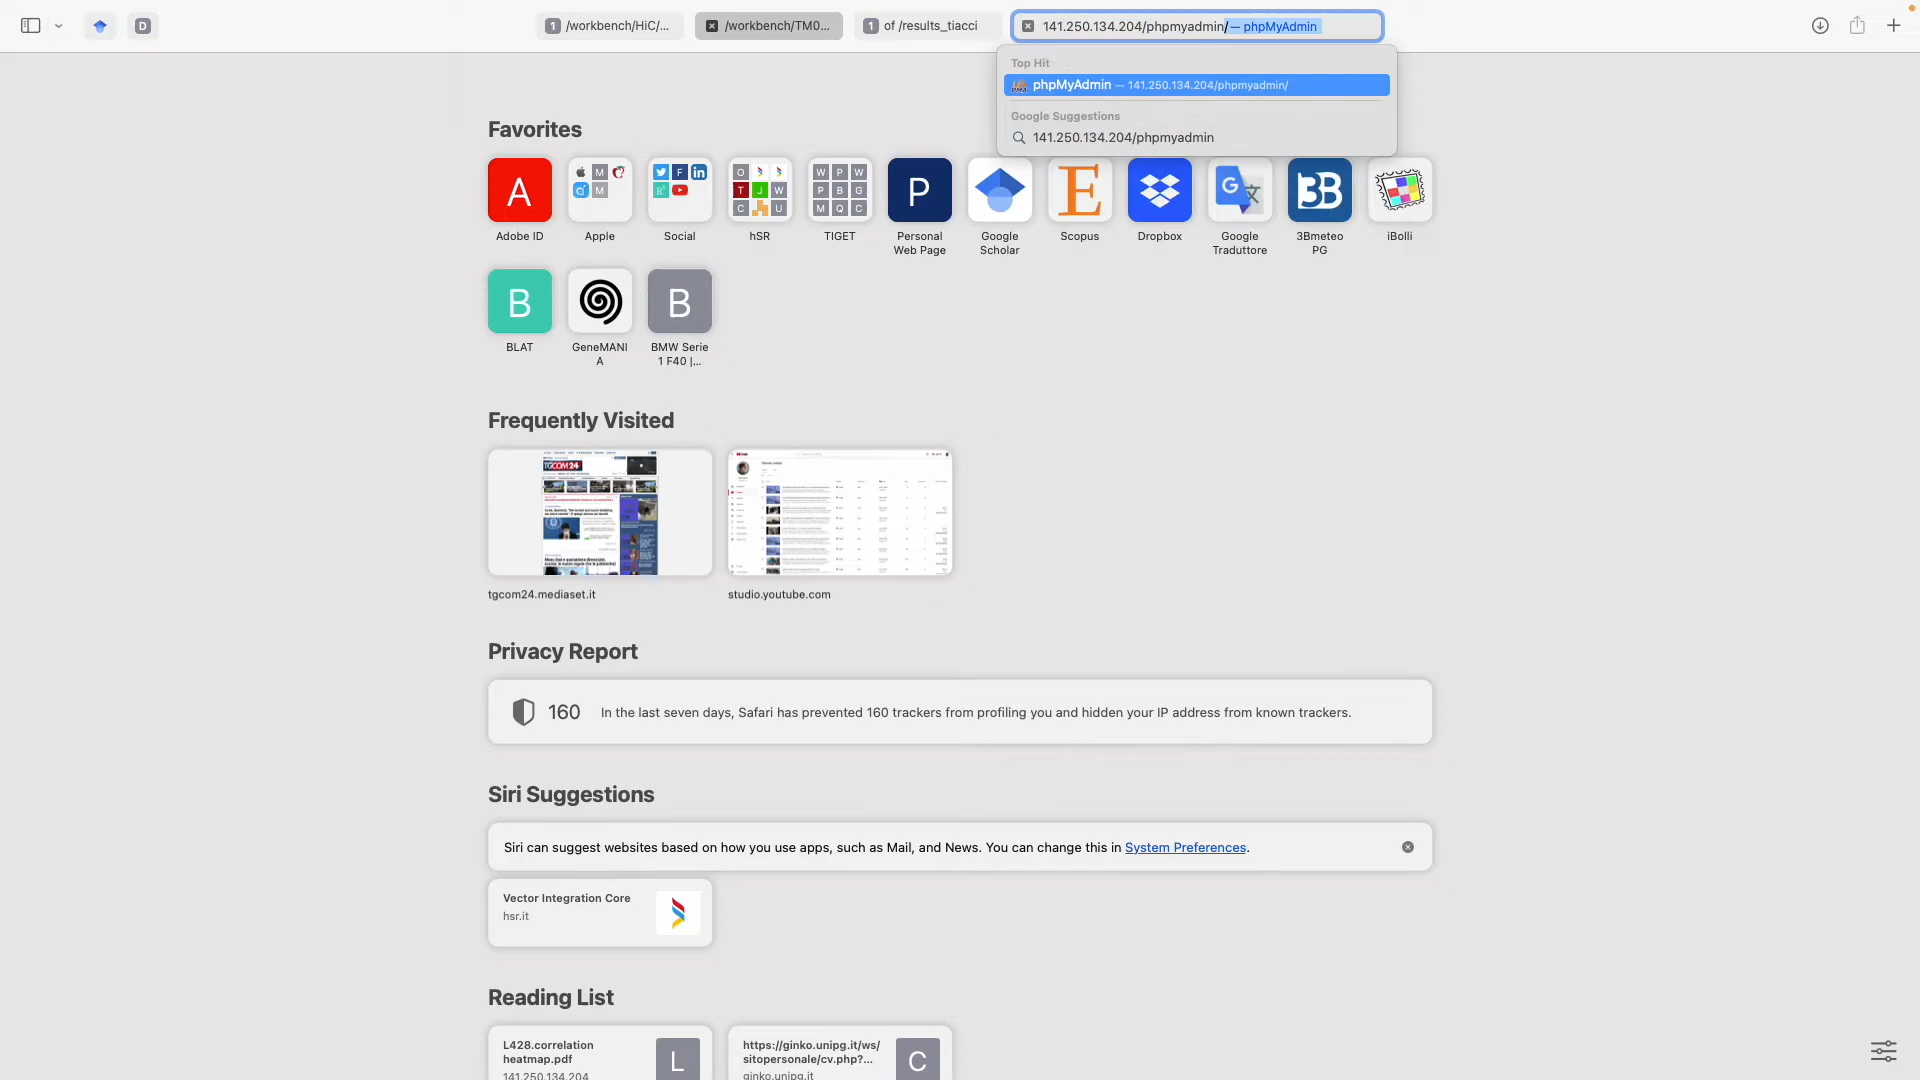 D
1 /workbench/HiC/...
/workbench/TM0...
1 of /results_tiacci
141.250.134.204/phpmyadmin/ — phpMyAdmin
Top Hit
phpMyAdmin — 141.250.134.204/phpmyadmin/
Google Suggestions
141.250.134.204/phpmyadmin
Favorites
A
M
M
F
in
O
T J W
C U
W P W
P B G
M Q C
P
E
G
3B
Adobe ID
Apple
Social
hSR
TIGET
Personal
Web Page
Google
Scholar
Scopus
Dropbox
Google
Traduttore
3Bmeteo
PG
iBolli
B
B
BLAT
GeneMANI
A
BMW Serie
1 F40 |...
Frequently Visited
TGCOM24
tgcom24.mediaset.it
studio.youtube.com
Privacy Report
160 In the last seven days, Safari has prevented 160 trackers from profiling you and hidden your IP address from known trackers.
Siri Suggestions
Siri can suggest websites based on how you use apps, such as Mail, and News. You can change this in System Preferences.
Vector Integration Core
hsr.it
Reading List
L428.correlation
heatmap.pdf
141.250.134.204
L
https://ginko.unipg.it/ws/
sitopersonale/cv.php?...
ginko.unipg.it
C